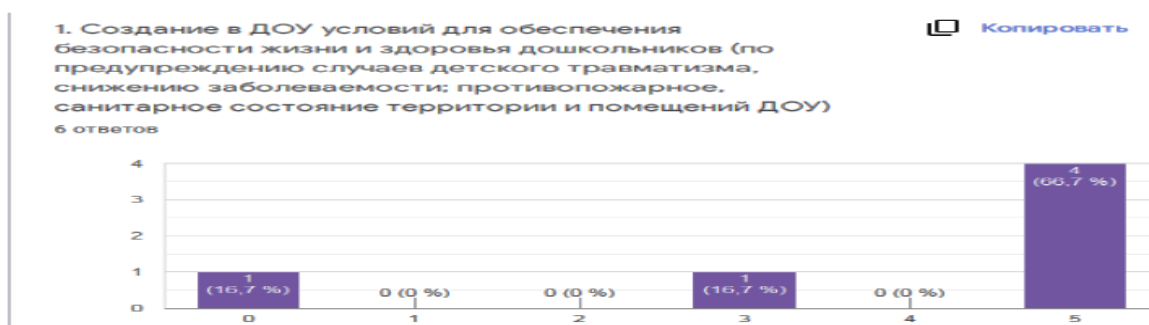 1. Создание в ДОУ условий для обеспечения
Копировать
безопасности жизни и здоровья дошкольников (по
предупреждению случаев детского травматизма,
снижению заболеваемости; противопожарное,
санитарное состояние территории и помещений ДОУ)
6 ответов
4
3
2
1
0
1
(16,7 %)
0 (0 %)
0 (0 %)
1
(16,7 %)
0 (0 %)
4
(66,7 %)
0 1 2 3 4 5